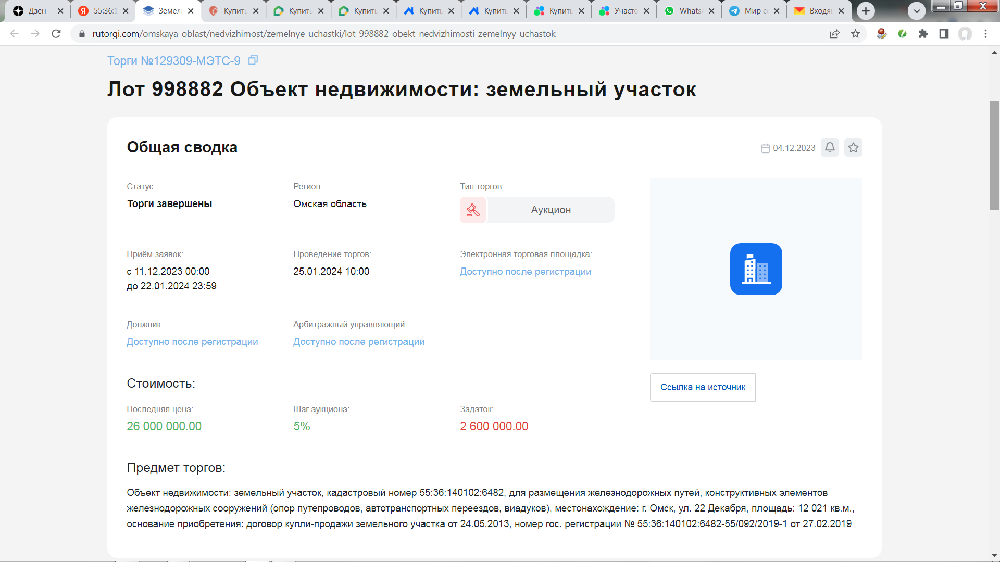 Дзен
55:36:1
Земел
Купить
Купить
Купить
Купить
Купить
Купить
Участо
WhatsA
Мир с
Входящ
rutorgi.com/omskaya-oblast/nedvizhimost/zemelnye-uchastki/lot-998882-obekt-nedvizhimosti-zemelnyy-uchastok
Торги №129309-МЭТС-9
Лот 998882 Объект недвижимости: земельный участок
Общая сводка
04.12.2023
Статус:
Торги завершены
Регион:
Омская область
Тип торгов:
Аукцион
Приём заявок:
с 11.12.2023 00:00
до 22.01.2024 23:59
Проведение торгов:
25.01.2024 10:00
Электронная торговая площадка:
Доступно после регистрации
Должник:
Доступно после регистрации
Арбитражный управляющий
Доступно после регистрации
Ссылка на источник
Стоимость:
Последняя цена:
26 000 000.00
Шаг аукциона:
5%
Задаток:
2 600 000.00
Предмет торгов:
Объект недвижимости: земельный участок, кадастровый номер 55:36:140102:6482, для размещения железнодорожных путей, конструктивных элементов
железнодорожных сооружений (опор путепроводов, автотранспортных переездов, виадуков), местонахождение: г. Омск, ул. 22 Декабря, площадь: 12 021 кв.м.,
основание приобретения: договор купли-продажи земельного участка от 24.05.2013, номер гос. регистрации № 55:36:140102:6482-55/092/2019-1 от 27.02.2019